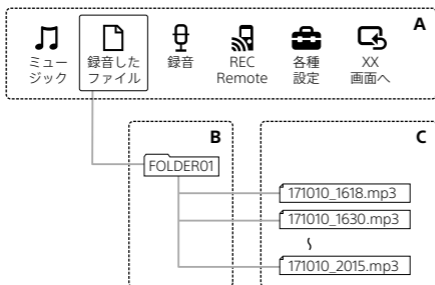 A
ミュー
ジック
録音した
ファイル
録音
REC
Remote
各種
設定
XX
画面へ
B
C
FOLDER01
171010_1618.mp3
171010_1630.mp3
~
171010_2015.mp3